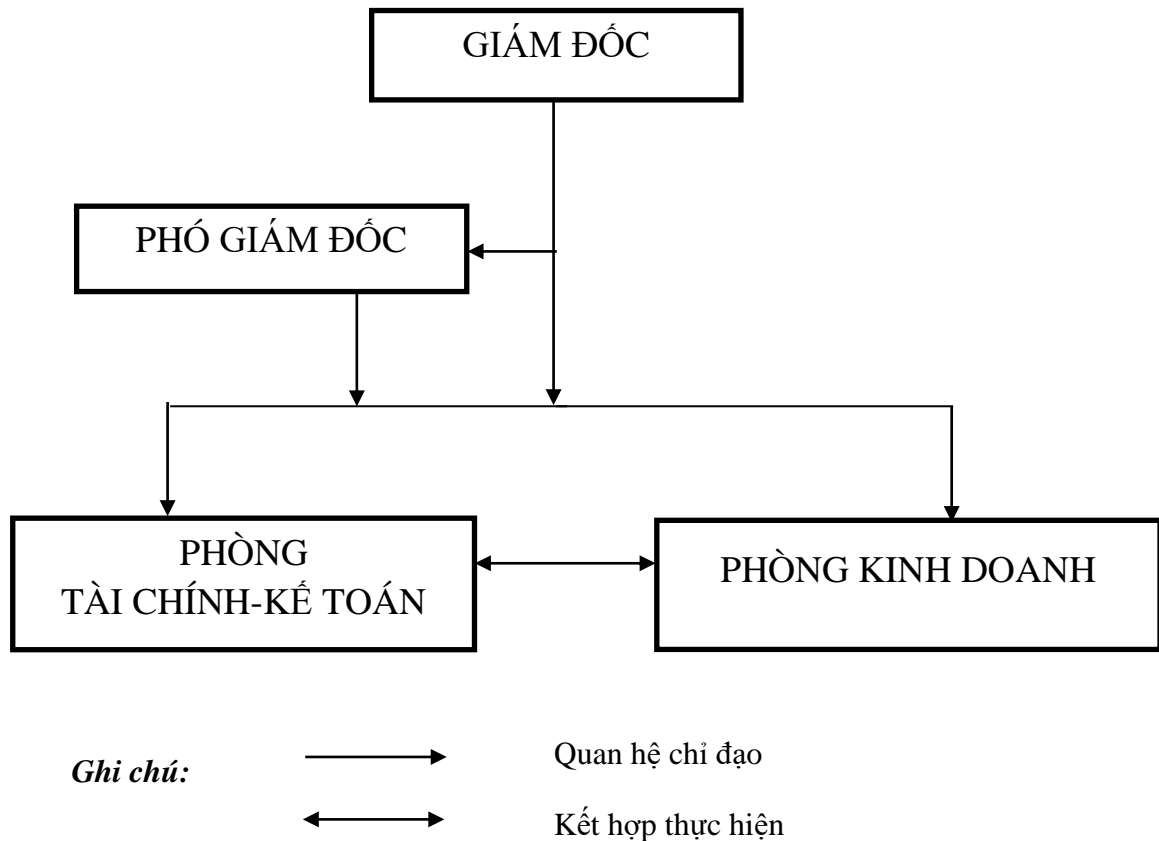 GIÁM ĐỐC
PHÓ GIÁM ĐỐC
PHÒNG
TÀI CHÍNH-KẾ TOÁN
PHÒNG KINH DOANH
Ghi chú:
Quan hệ chỉ đạo
Kết hợp thực hiện